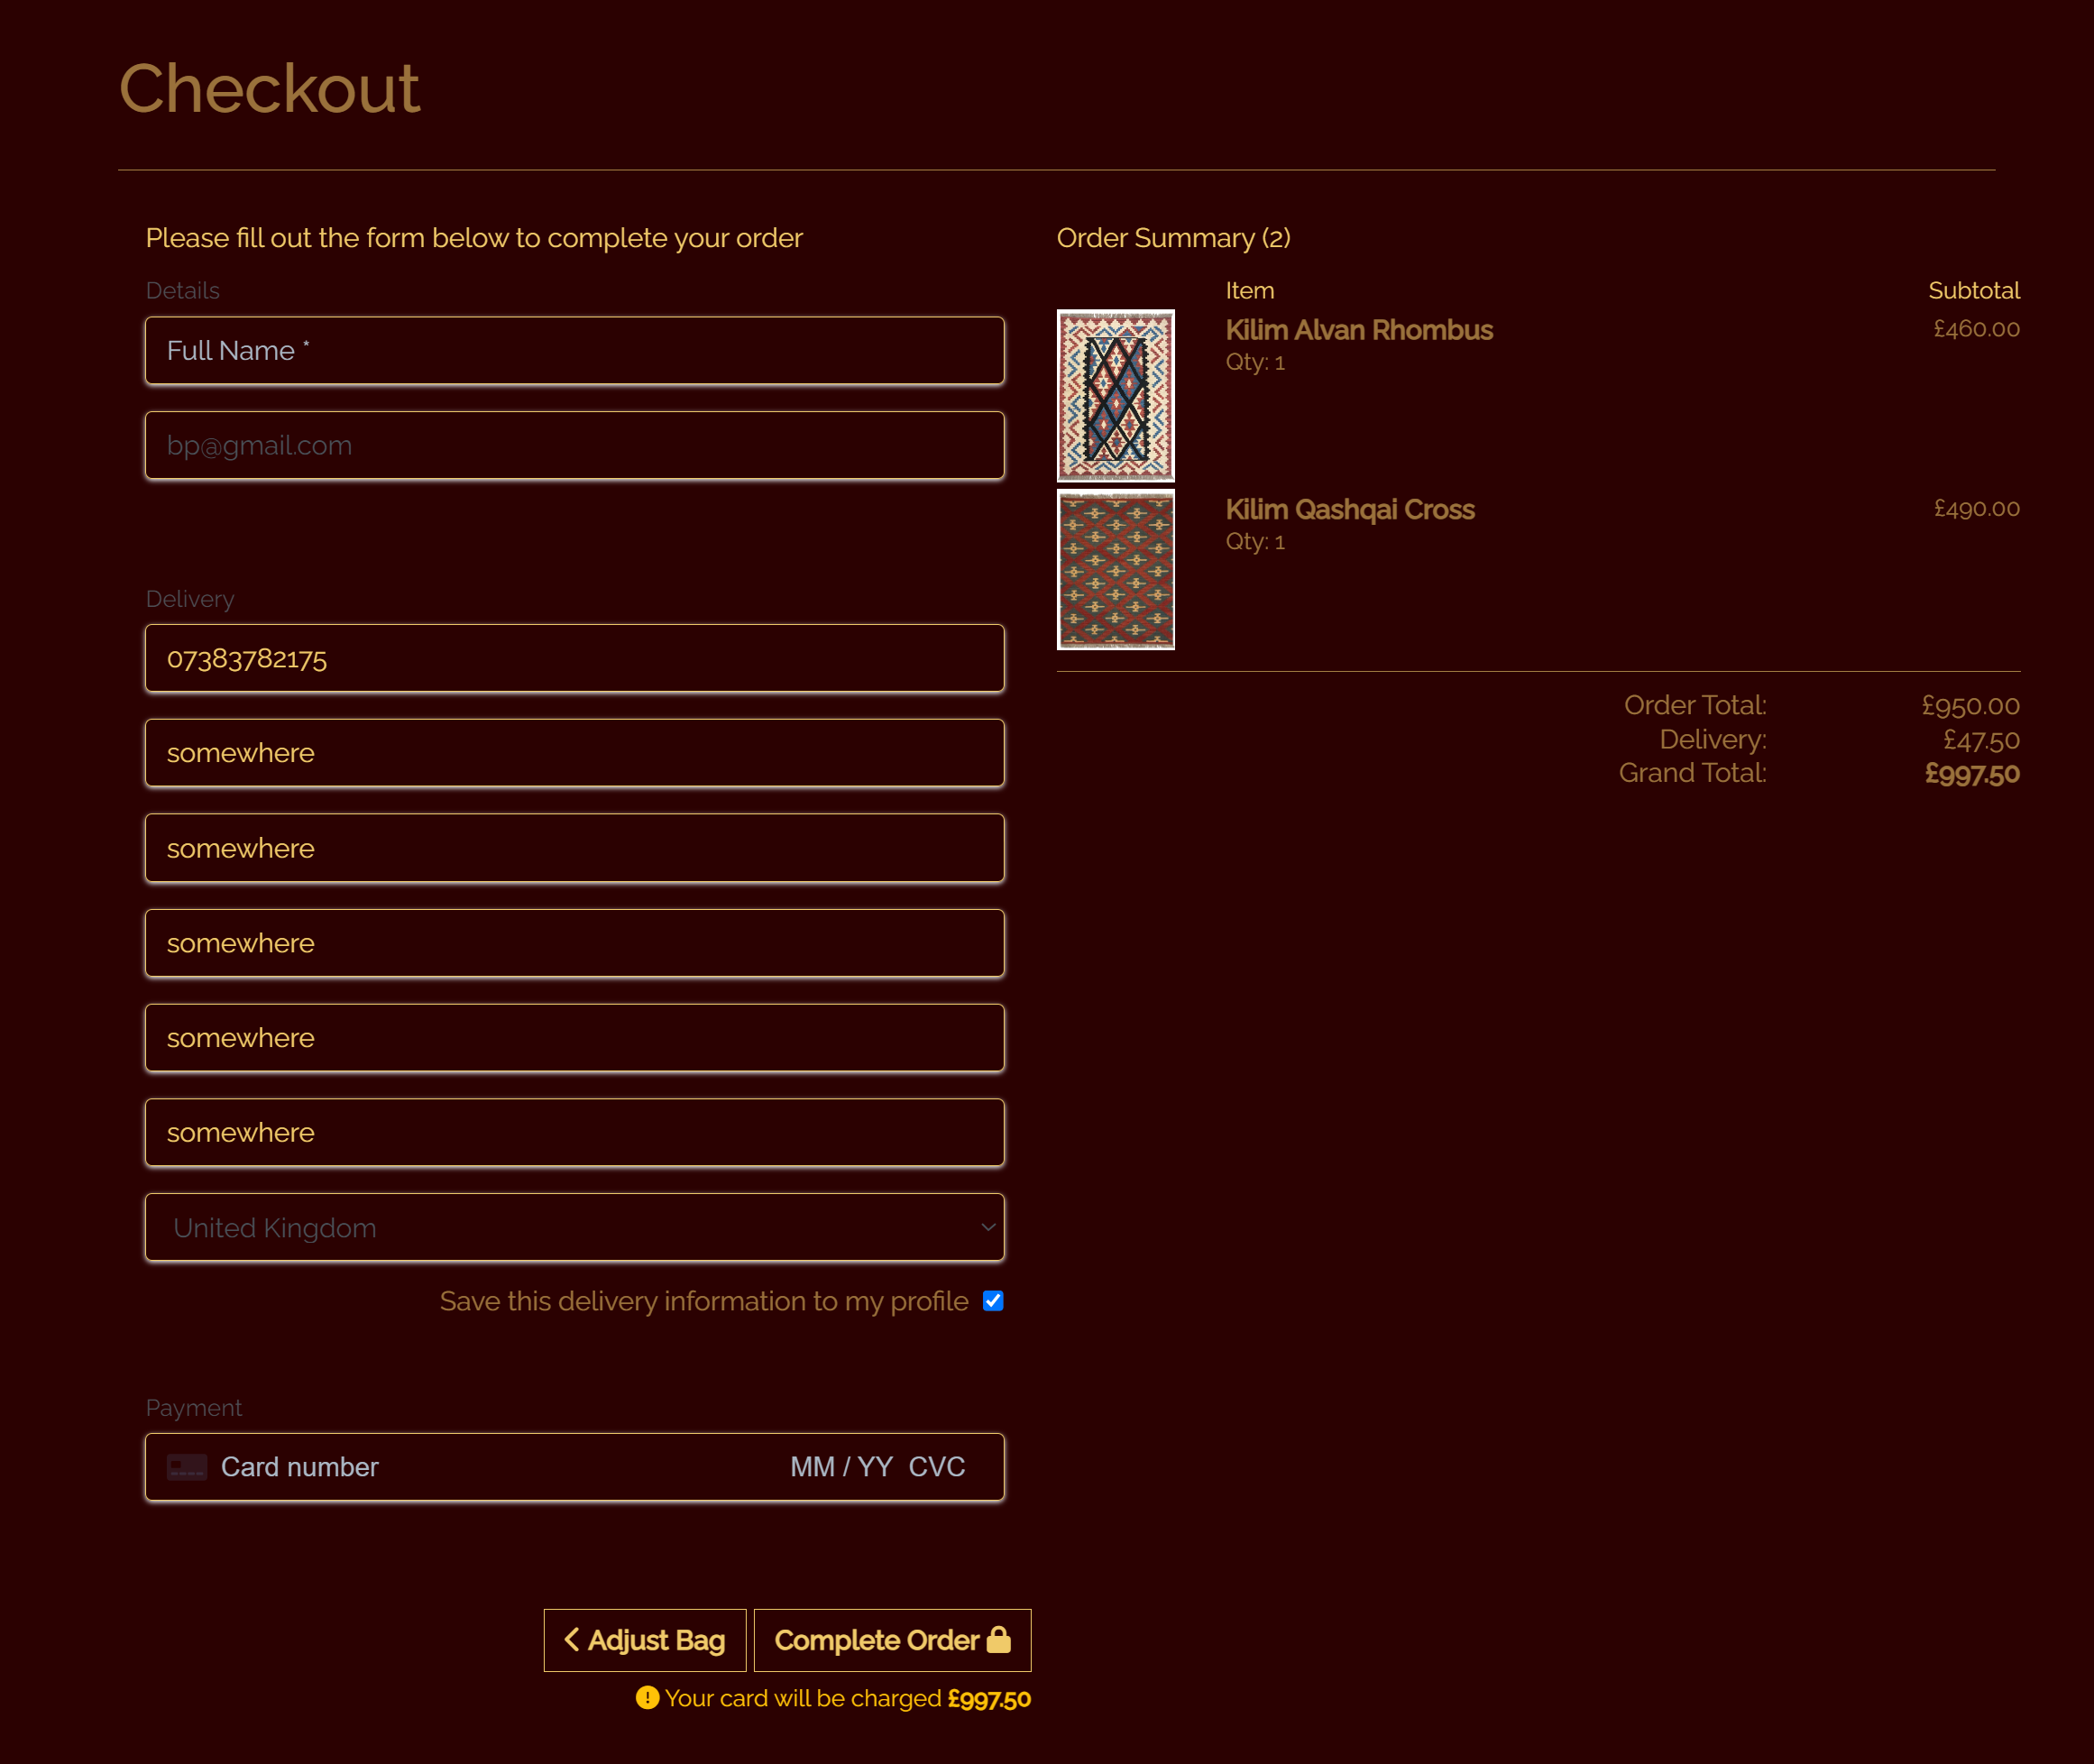 Checkout
Please fill out the form below to complete your order
Details
Full Name *
bp@gmail.com
Delivery
07383782175
somewhere
somewhere
somewhere
somewhere
somewhere
United Kingdom
Save this delivery information to my profile
Payment
Card number MM / YY CVC
Adjust Bag
Complete Order
Your card will be charged £997.50
Order Summary (2)
Item Subtotal
Kilim Alvan Rhombus £460.00
Qty: 1
Kilim Qashqai Cross £490.00
Qty: 1
Order Total: £950.00
Delivery: £47.50
Grand Total: £997.50